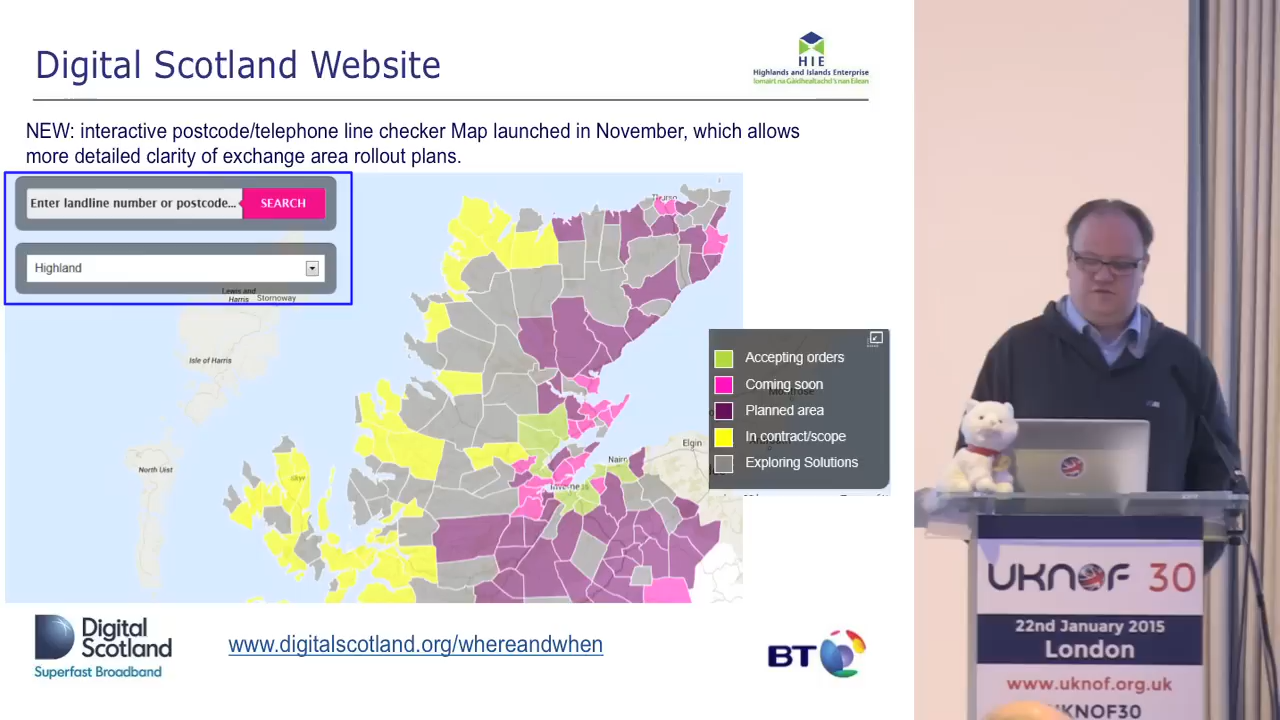 Digital Scotland Website
HIE
Highlands and Islands Enterprise
Iomairt na Gàidhealtachd 's nan Eilean
NEW: interactive postcode/telephone line checker Map launched in November, which allows
more detailed clarity of exchange area rollout plans.
Enter landline number or postcode...
SEARCH
Highland
Lewis and
Harris
Stornoway
Isle of Harris
North Uist
Skye
Thurso
Nairn
Inverness
Elgin
Accepting orders
Coming soon
Planned area
In contract/scope
Exploring Solutions
Digital
Scotland
Superfast Broadband
www.digitalscotland.org/whereandwhen
BT
UKNOF 30
22nd January 2015
London
www.uknof.org.uk
#UKNOF30